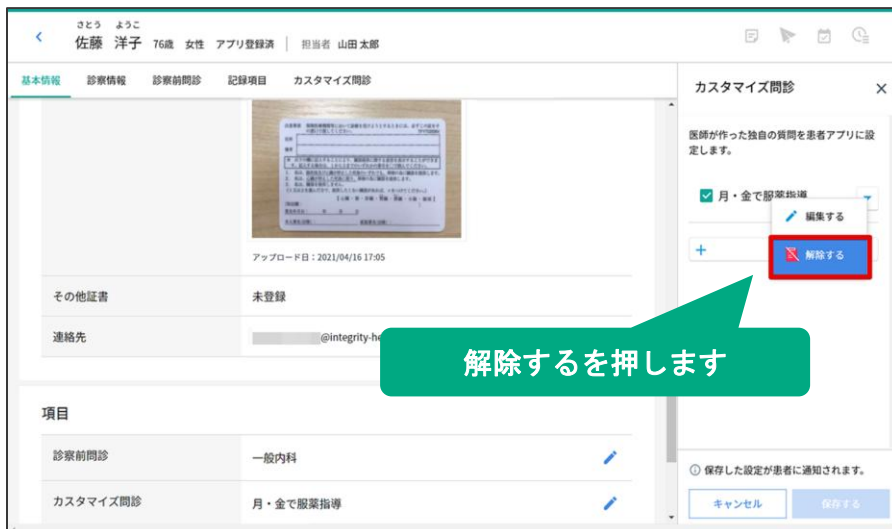 さとう ようこ
佐藤 洋子 76歳 女性 アプリ登録済 担当者 山田 太郎
基本情報 診察情報 診察前問診 記録項目 カスタマイズ問診
アップロード日：2021/04/16 17:05
その他証書 未登録
連絡先 @integrity-he
項目
診察前問診 一般内科
カスタマイズ問診 月・金で服薬指導
カスタマイズ問診
医師が作った独自の質問を患者アプリに設
定します。
月・金で服薬指導
編集する
解除する
解除するを押します
保存した設定が患者に通知されます。
キャンセル 保存する